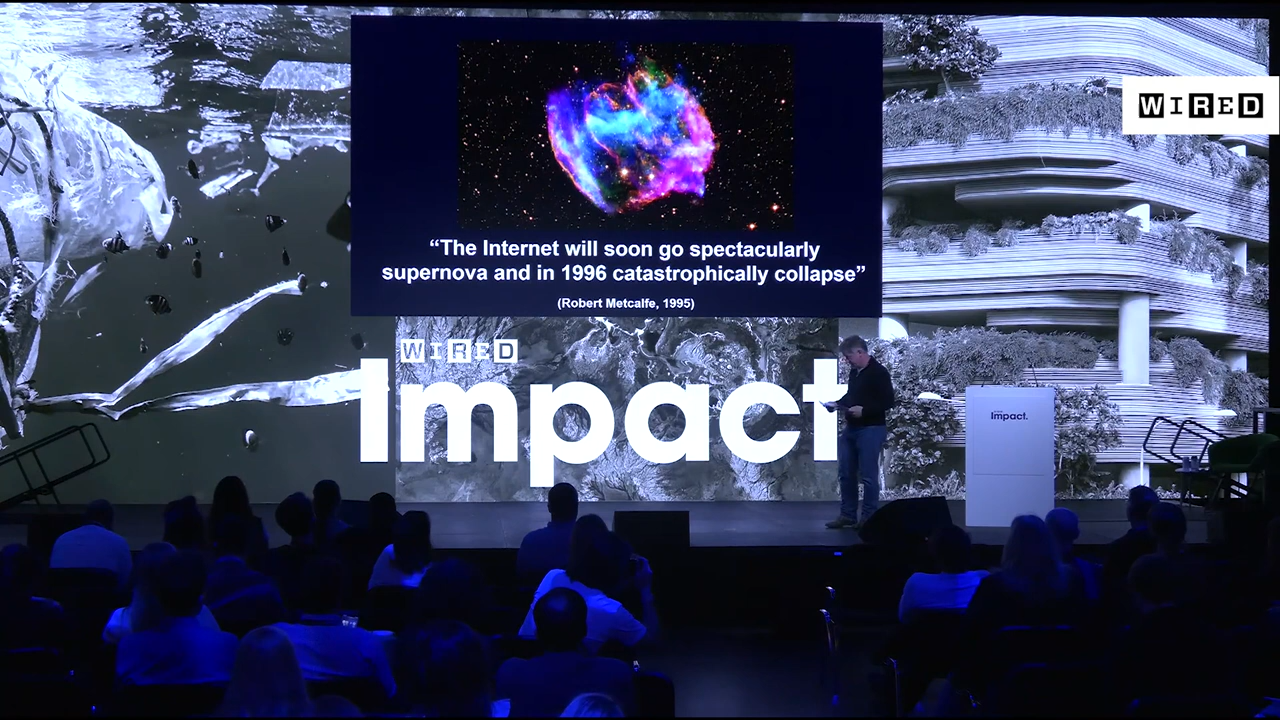 WIRED
“The Internet will soon go spectacularly
supernova and in 1996 catastrophically collapse”
(Robert Metcalfe, 1995)
WIRED
Impact
Impact.